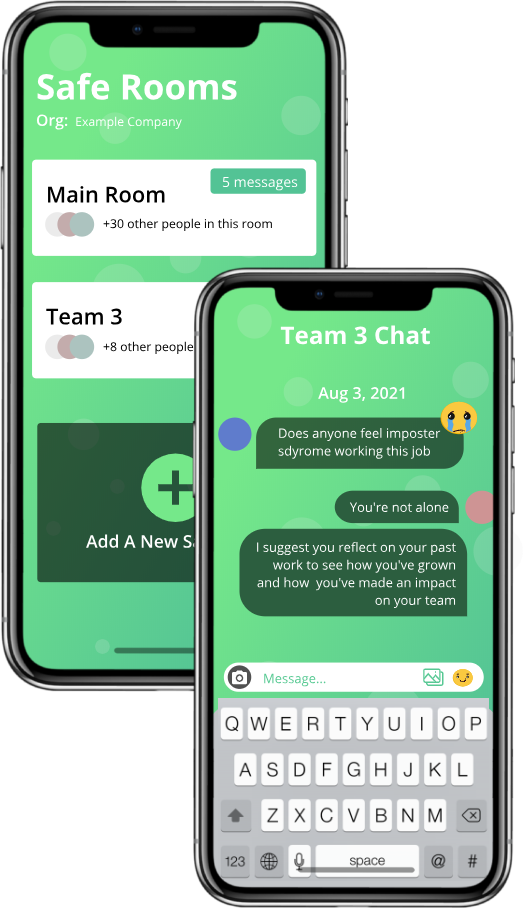 Safe Rooms
Org: Example Company
5 messages
Main Room
+30 other people in this room
Team 3
+8 other people
Add A New
Team 3 Chat
Aug 3, 2021
Does anyone feel imposter
sdyrome working this job
You're not alone
I suggest you reflect on your past
work to see how you've grown
and how you've made an impact
on your team
Message...
Q W E R T Y U I O P
A S D F G H J K L
Z X C V B N M
123 space @ #